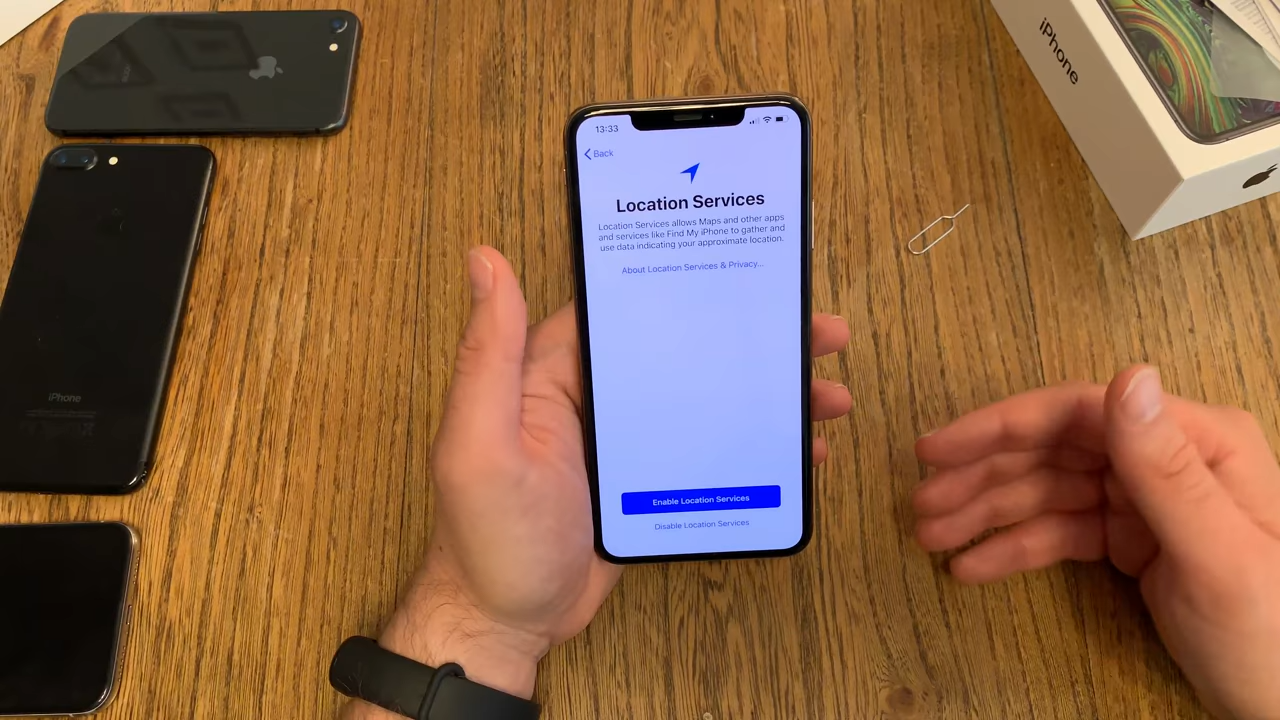 iPhone
13:33
Back
Location Services
Location Services allows Maps and other apps
and services like Find My iPhone to gather and
use data indicating your approximate location.
About Location Services & Privacy...
iPhone
Enable Location Services
Disable Location Services